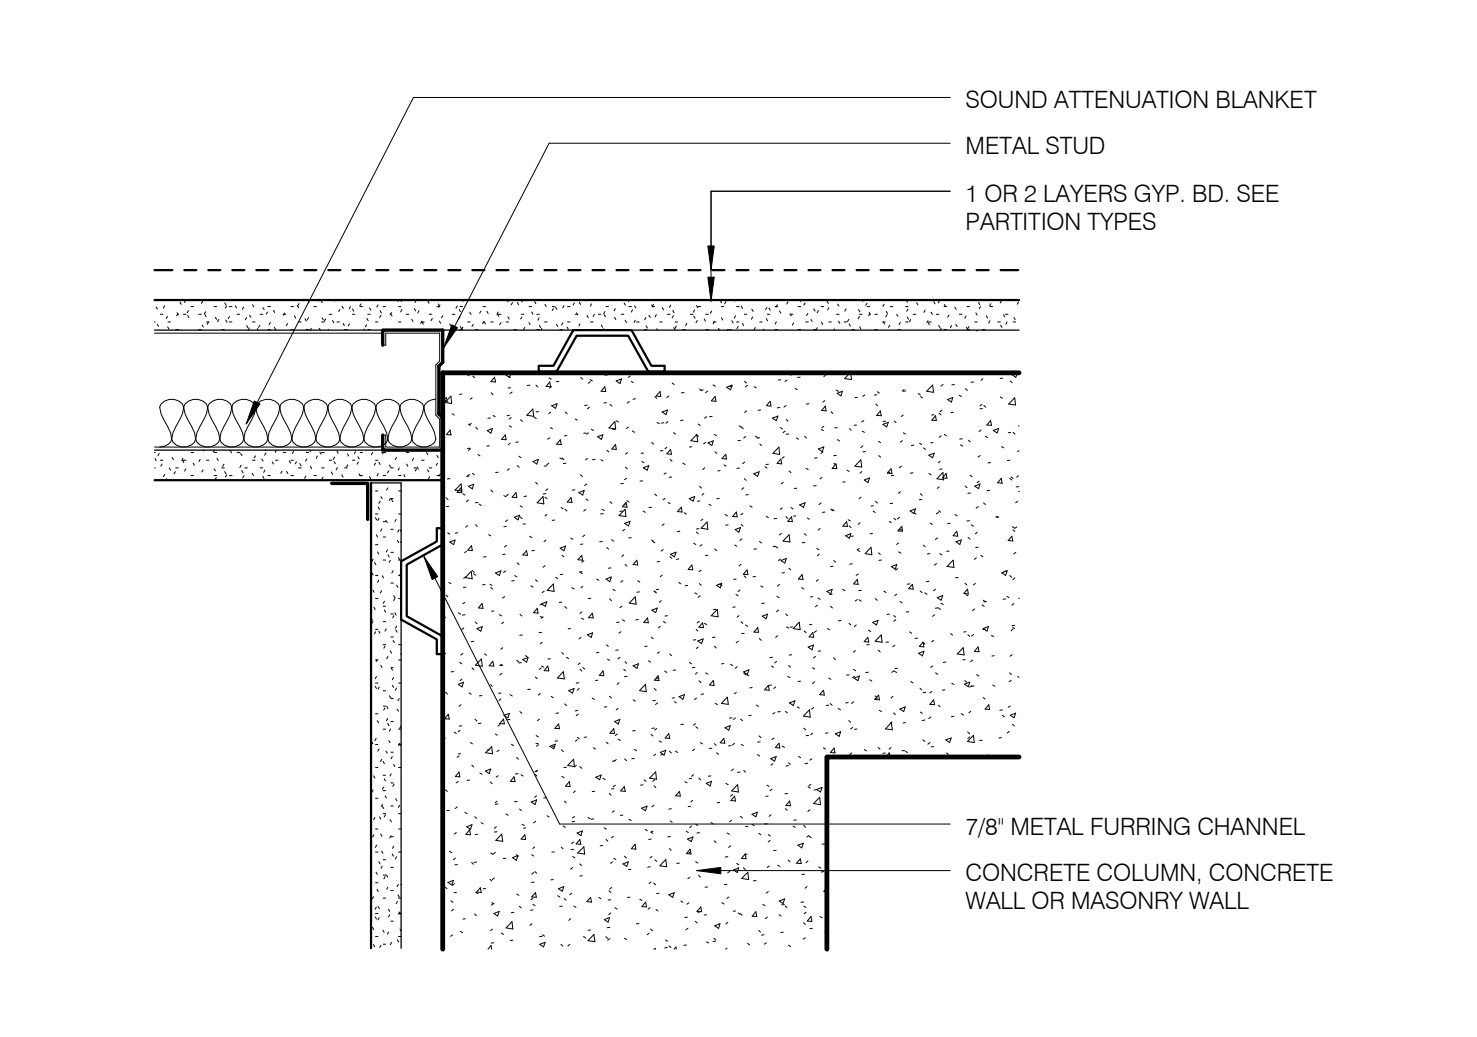 SOUND ATTENUATION BLANKET
METAL STUD
1 OR 2 LAYERS GYP. BD. SEE
PARTITION TYPES
7/8" METAL FURRING CHANNEL
CONCRETE COLUMN, CONCRETE
WALL OR MASONRY WALL